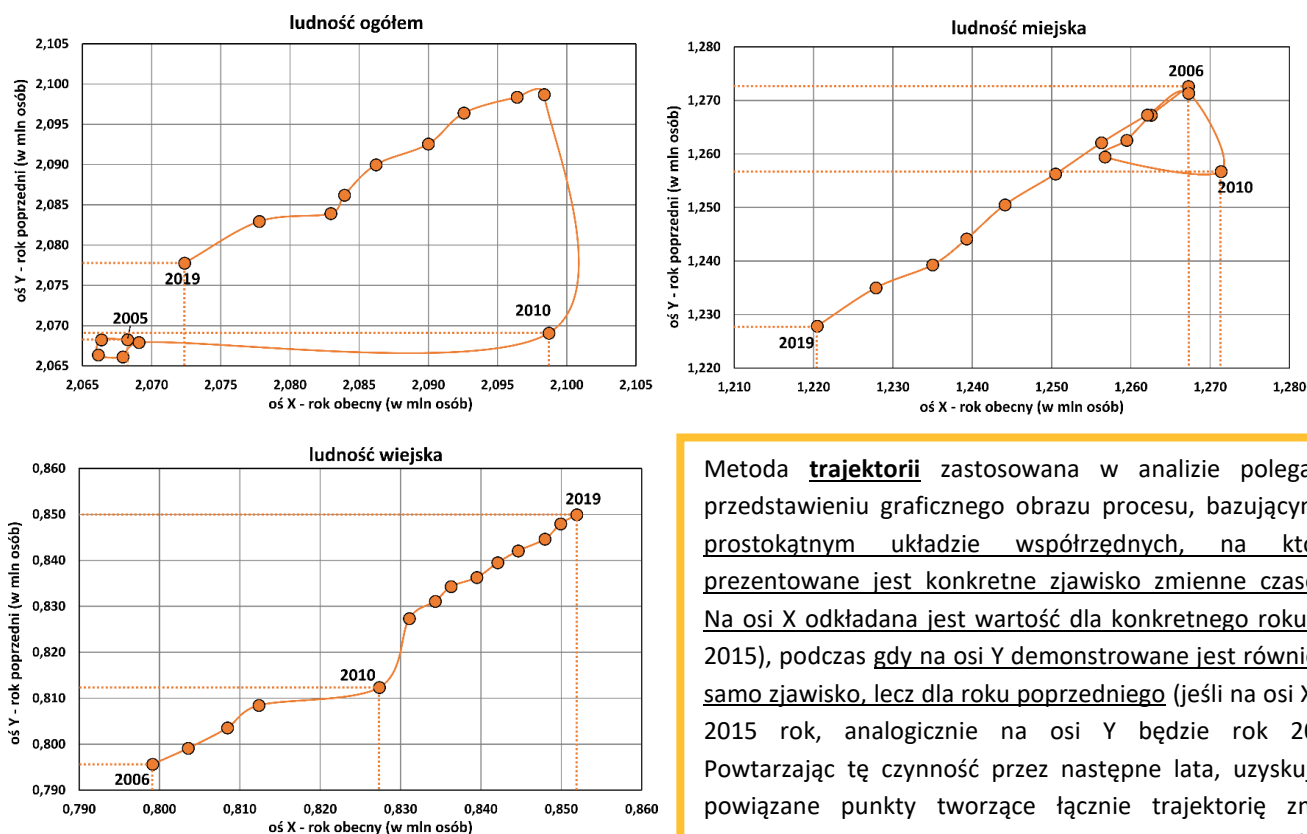 ludność ogółem
2,105
2,100
2,095
2,090
2,085
2,080
2,075
2,070
2,065
oś Y - rok poprzedni (w mln osób)
2019
2005
2010
2,065 2,070 2,075 2,080 2,085 2,090 2,095 2,100 2,105
oś X - rok obecny (w mln osób)
ludność miejska
1,280
1,270
1,260
1,250
1,240
1,230
1,220
oś Y - rok poprzedni (w mln osób)
2006
2010
2019
1,210 1,220 1,230 1,240 1,250 1,260 1,270 1,280
oś X - rok obecny (w mln osób)
ludność wiejska
0,860
0,850
0,840
0,830
0,820
0,810
0,800
0,790
oś Y - rok poprzedni (w mln osób)
2019
2010
2006
0,790 0,800 0,810 0,820 0,830 0,840 0,850 0,860
oś X - rok obecny (w mln osób)
Metoda trajektorii zastosowana w analizie polega
przedstawieniu graficznego obrazu procesu, bazującym
prostokątnym układzie współrzędnych, na
prezentowane jest konkretne zjawisko zmienne
Na osi X odkładana jest wartość dla konkretnego roku
2015), podczas gdy na osi Y demonstrowane jest
samo zjawisko, lecz dla roku poprzedniego (jeśli na osi X
2015 rok, analogicznie na osi Y będzie rok
Powtarzając tę czynność przez następne lata,
powiązane punkty tworzące łącznie trajektorię